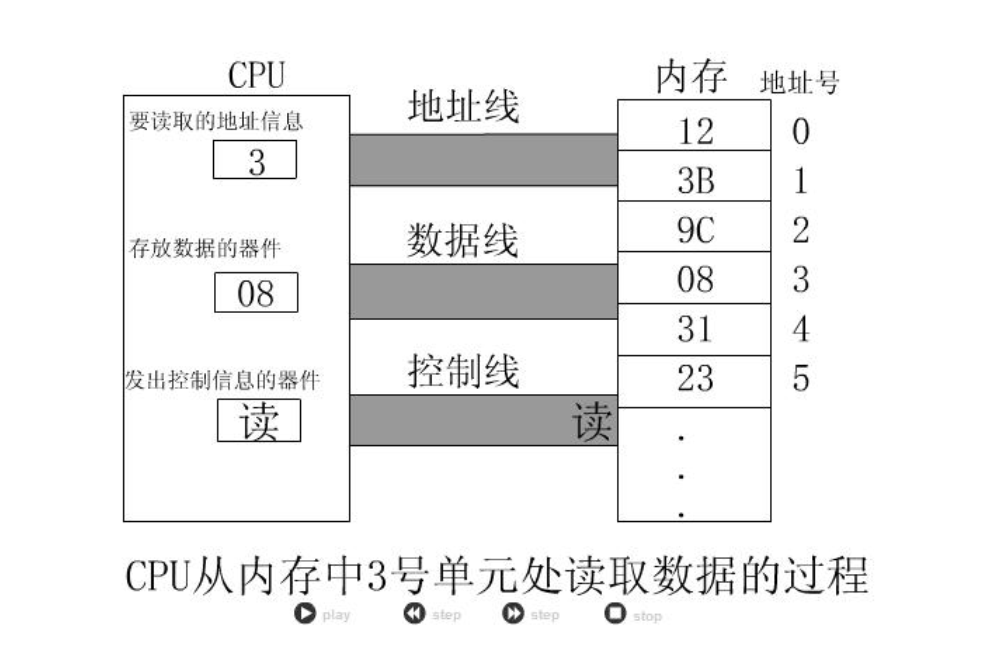 CPU
内存 地址号
要读取的地址信息
3
地址线
12 0
3B 1
存放数据的器件
08
数据线
9C 2
08 3
31 4
发出控制信息的器件
读
控制线
读
23 5
.
.
.
CPU从内存中3号单元处读取数据的过程
play step step stop